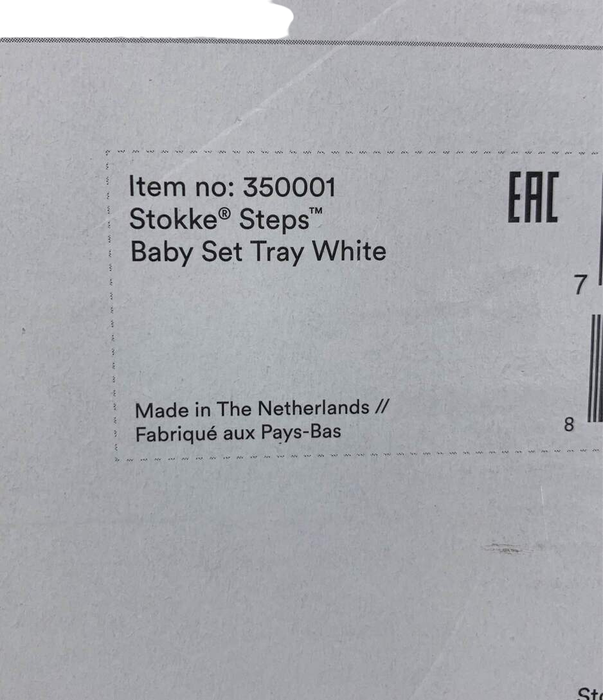 Item no: 350001
Stokke® Steps™
Baby Set Tray White
EAC
7
Made in The Netherlands //
Fabriqué aux Pays-Bas
8